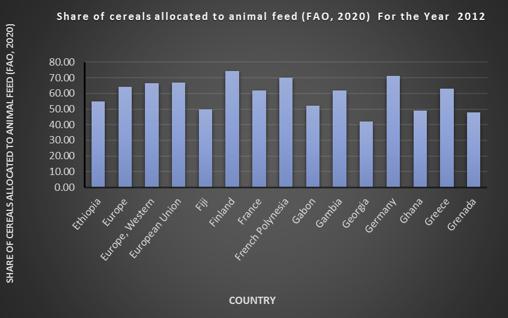 Share of cereals allocated to animal feed (FAO, 2020)  For the Year  2012
SHARE OF CEREALS ALLOCATED TO ANIMAL FEED (FAO, 2020)
80.00
70.00
60.00
50.00
40.00
30.00
20.00
10.00
0.00
Ethiopia
Europe
Europe, Western
European Union
Fiji
Finland
France
French Polynesia
Gabon
Gambia
Georgia
Germany
Ghana
Greece
Grenada
COUNTRY